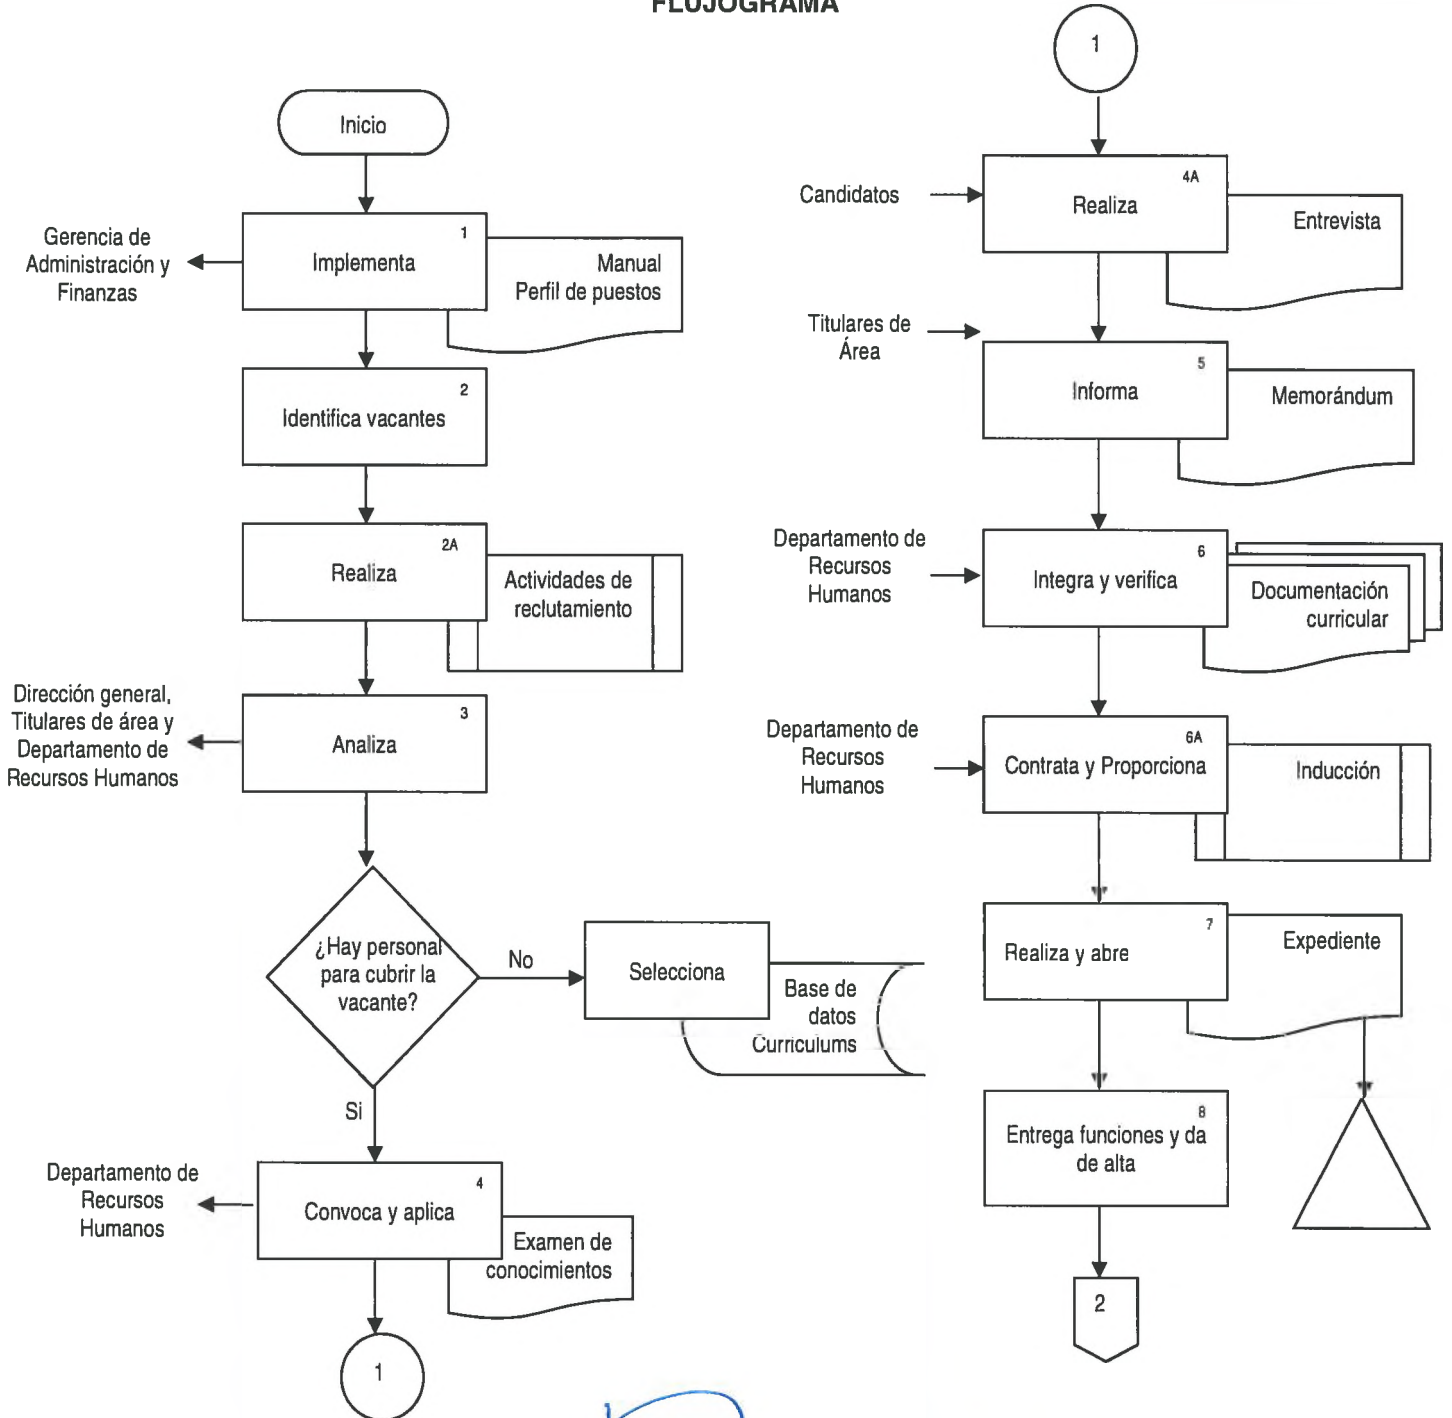 FLUJOGRAMA
Inicio
1
Implementa
Gerencia de
Administración y
Finanzas
Manual
Perfil de puestos
2
Identifica vacantes
2A
Realiza
Actividades de
reclutamiento
3
Analiza
Dirección general,
Titulares de área y
Departamento de
Recursos Humanos
¿Hay personal
para cubrir la
vacante?
No
Selecciona
Base de
datos
Curriculums
Si
4
Convoca y aplica
Departamento de
Recursos
Humanos
Examen de
conocimientos
1
1
4A
Realiza
Candidatos
Entrevista
Titulares de
Área
5
Informa
Memorándum
Departamento de
Recursos
Humanos
6
Integra y verifica
Documentación
curricular
Departamento de
Recursos
Humanos
6A
Contrata y Proporciona
Inducción
7
Realiza y abre
Expediente
8
Entrega funciones y da
de alta
2